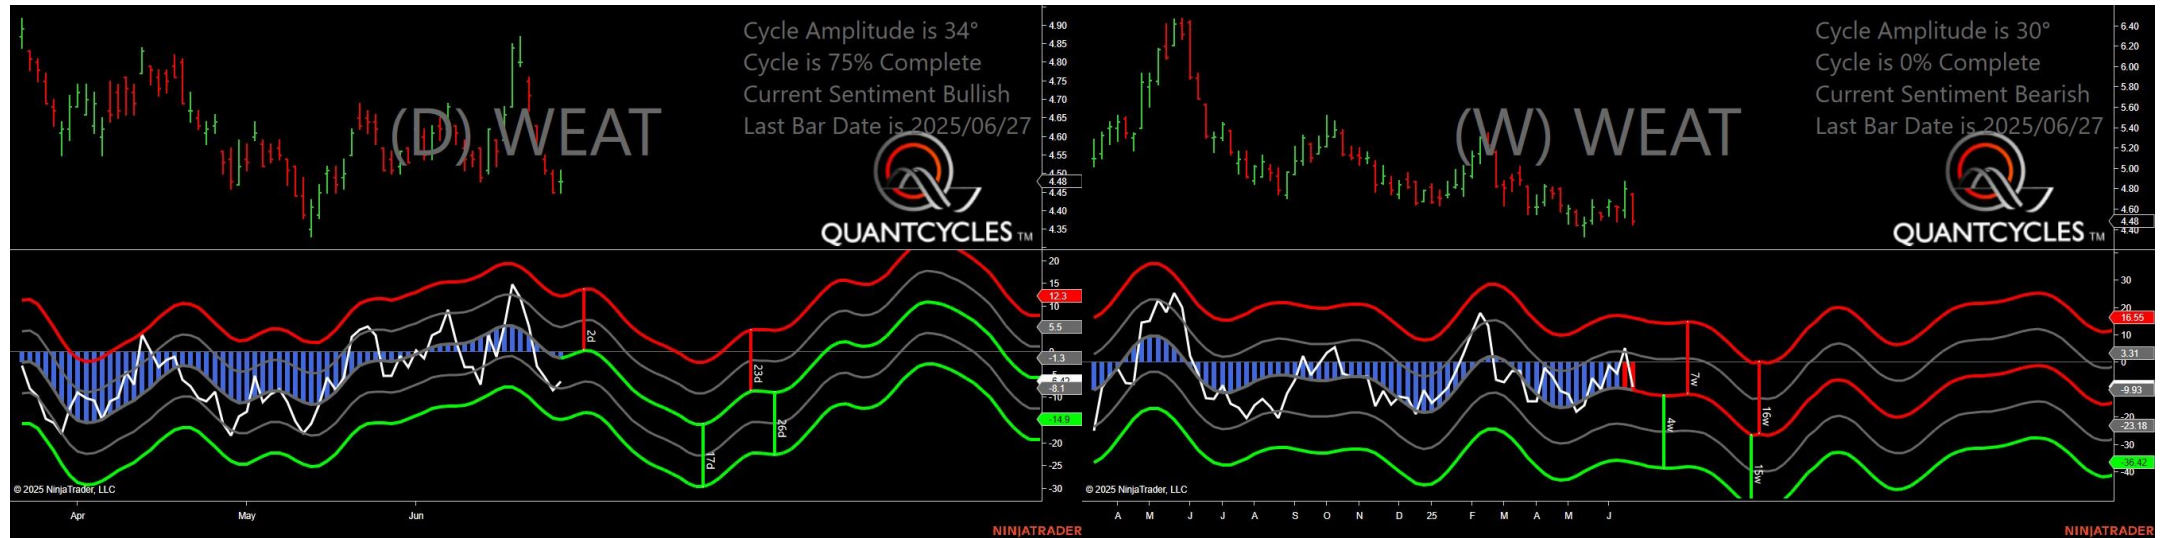 Cycle Amplitude is 34°
Cycle is 75% Complete
Current Sentiment Bullish
Last Bar Date is 2025/06/27
(D) WEAT
QUANTCYCLES TM
4.90
4.85
4.80
4.75
4.70
4.65
4.60
4.55
4.50
4.48
4.45
4.40
4.35
20
15
12.3
10
5.5
0
-1.3
-8.1
-10
-14.9
-20
-25
-30
2d
17d
23d
26d
© 2025 NinjaTrader, LLC
Apr
May
Jun
NINJATRADER
Cycle Amplitude is 30°
Cycle is 0% Complete
Current Sentiment Bearish
Last Bar Date is 2025/06/27
(W) WEAT
QUANTCYCLES TM
6.40
6.20
6.00
5.80
5.60
5.40
5.20
5.00
4.80
4.60
4.48
4.40
30
20
16.55
10
3.31
0
-9.93
-20
-23.18
-30
-36.42
-40
7w
4w
16w
15w
© 2025 NinjaTrader, LLC
A M J J A S O N D 25 F M A M J
NINJATRADER